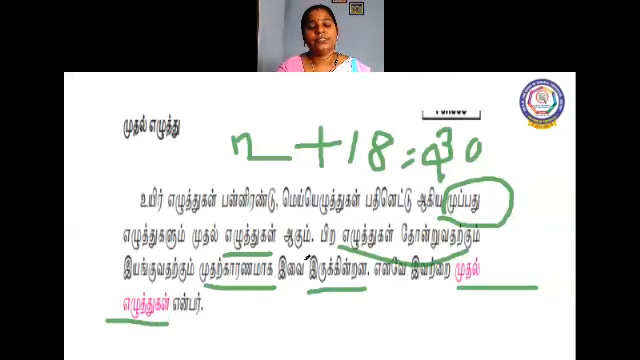 முதல் எழுத்து
+18=30
உயிர் எழுத்துகள் பன்னிரண்டு, மெய்யெழுத்துகள் பதினெட்டு ஆகிய முப்பது
எழுத்துகளும் முதல் எழுத்துகள் ஆகும். பிற எழுத்துகள் தோன்றுவதற்கும்
இயங்குவதற்கும் முதற்காரணமாக இவை இருக்கின்றன. எனவே இவற்றை முதல்
எழுத்துகள் என்பர்.